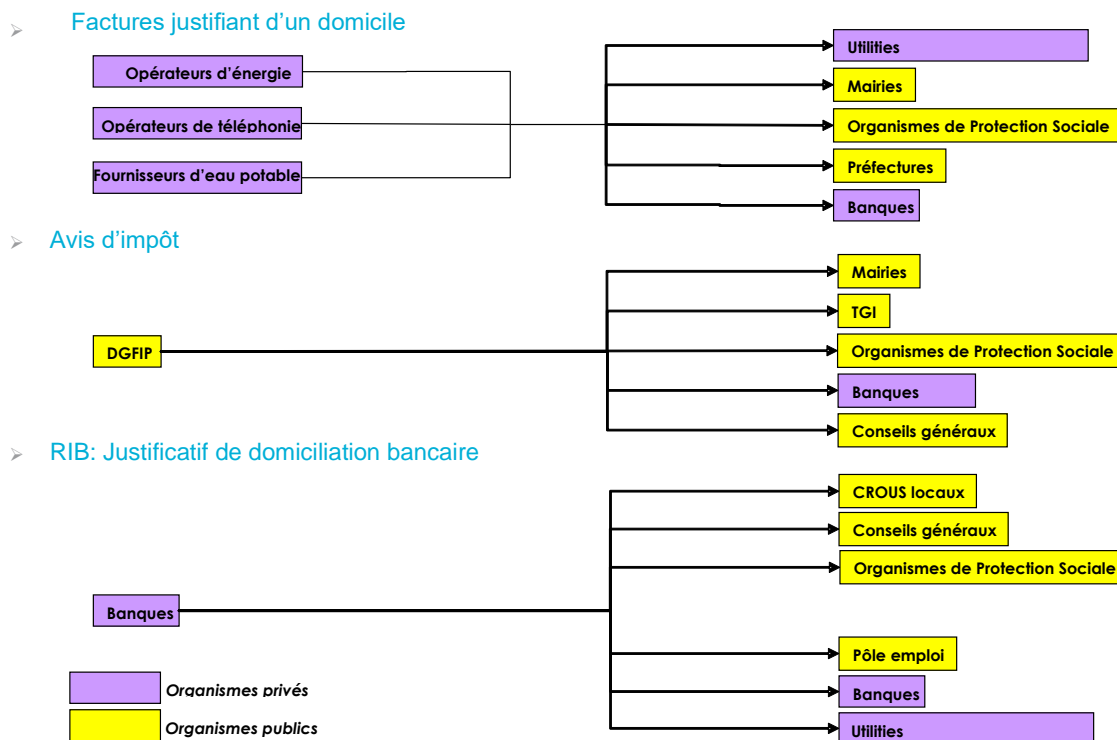 Factures justifiant d'un domicile
Opérateurs d'énergie
Opérateurs de téléphonie
Fournisseurs d'eau potable
Utilities
Mairies
Organismes de Protection Sociale
Préfectures
Banques
Avis d'impôt
DGFIP
Mairies
TGI
Organismes de Protection Sociale
Banques
Conseils généraux
RIB: Justificatif de domiciliation bancaire
Banques
CROUS locaux
Conseils généraux
Organismes de Protection Sociale
Pôle emploi
Banques
Utilities
Organismes privés
Organismes publics